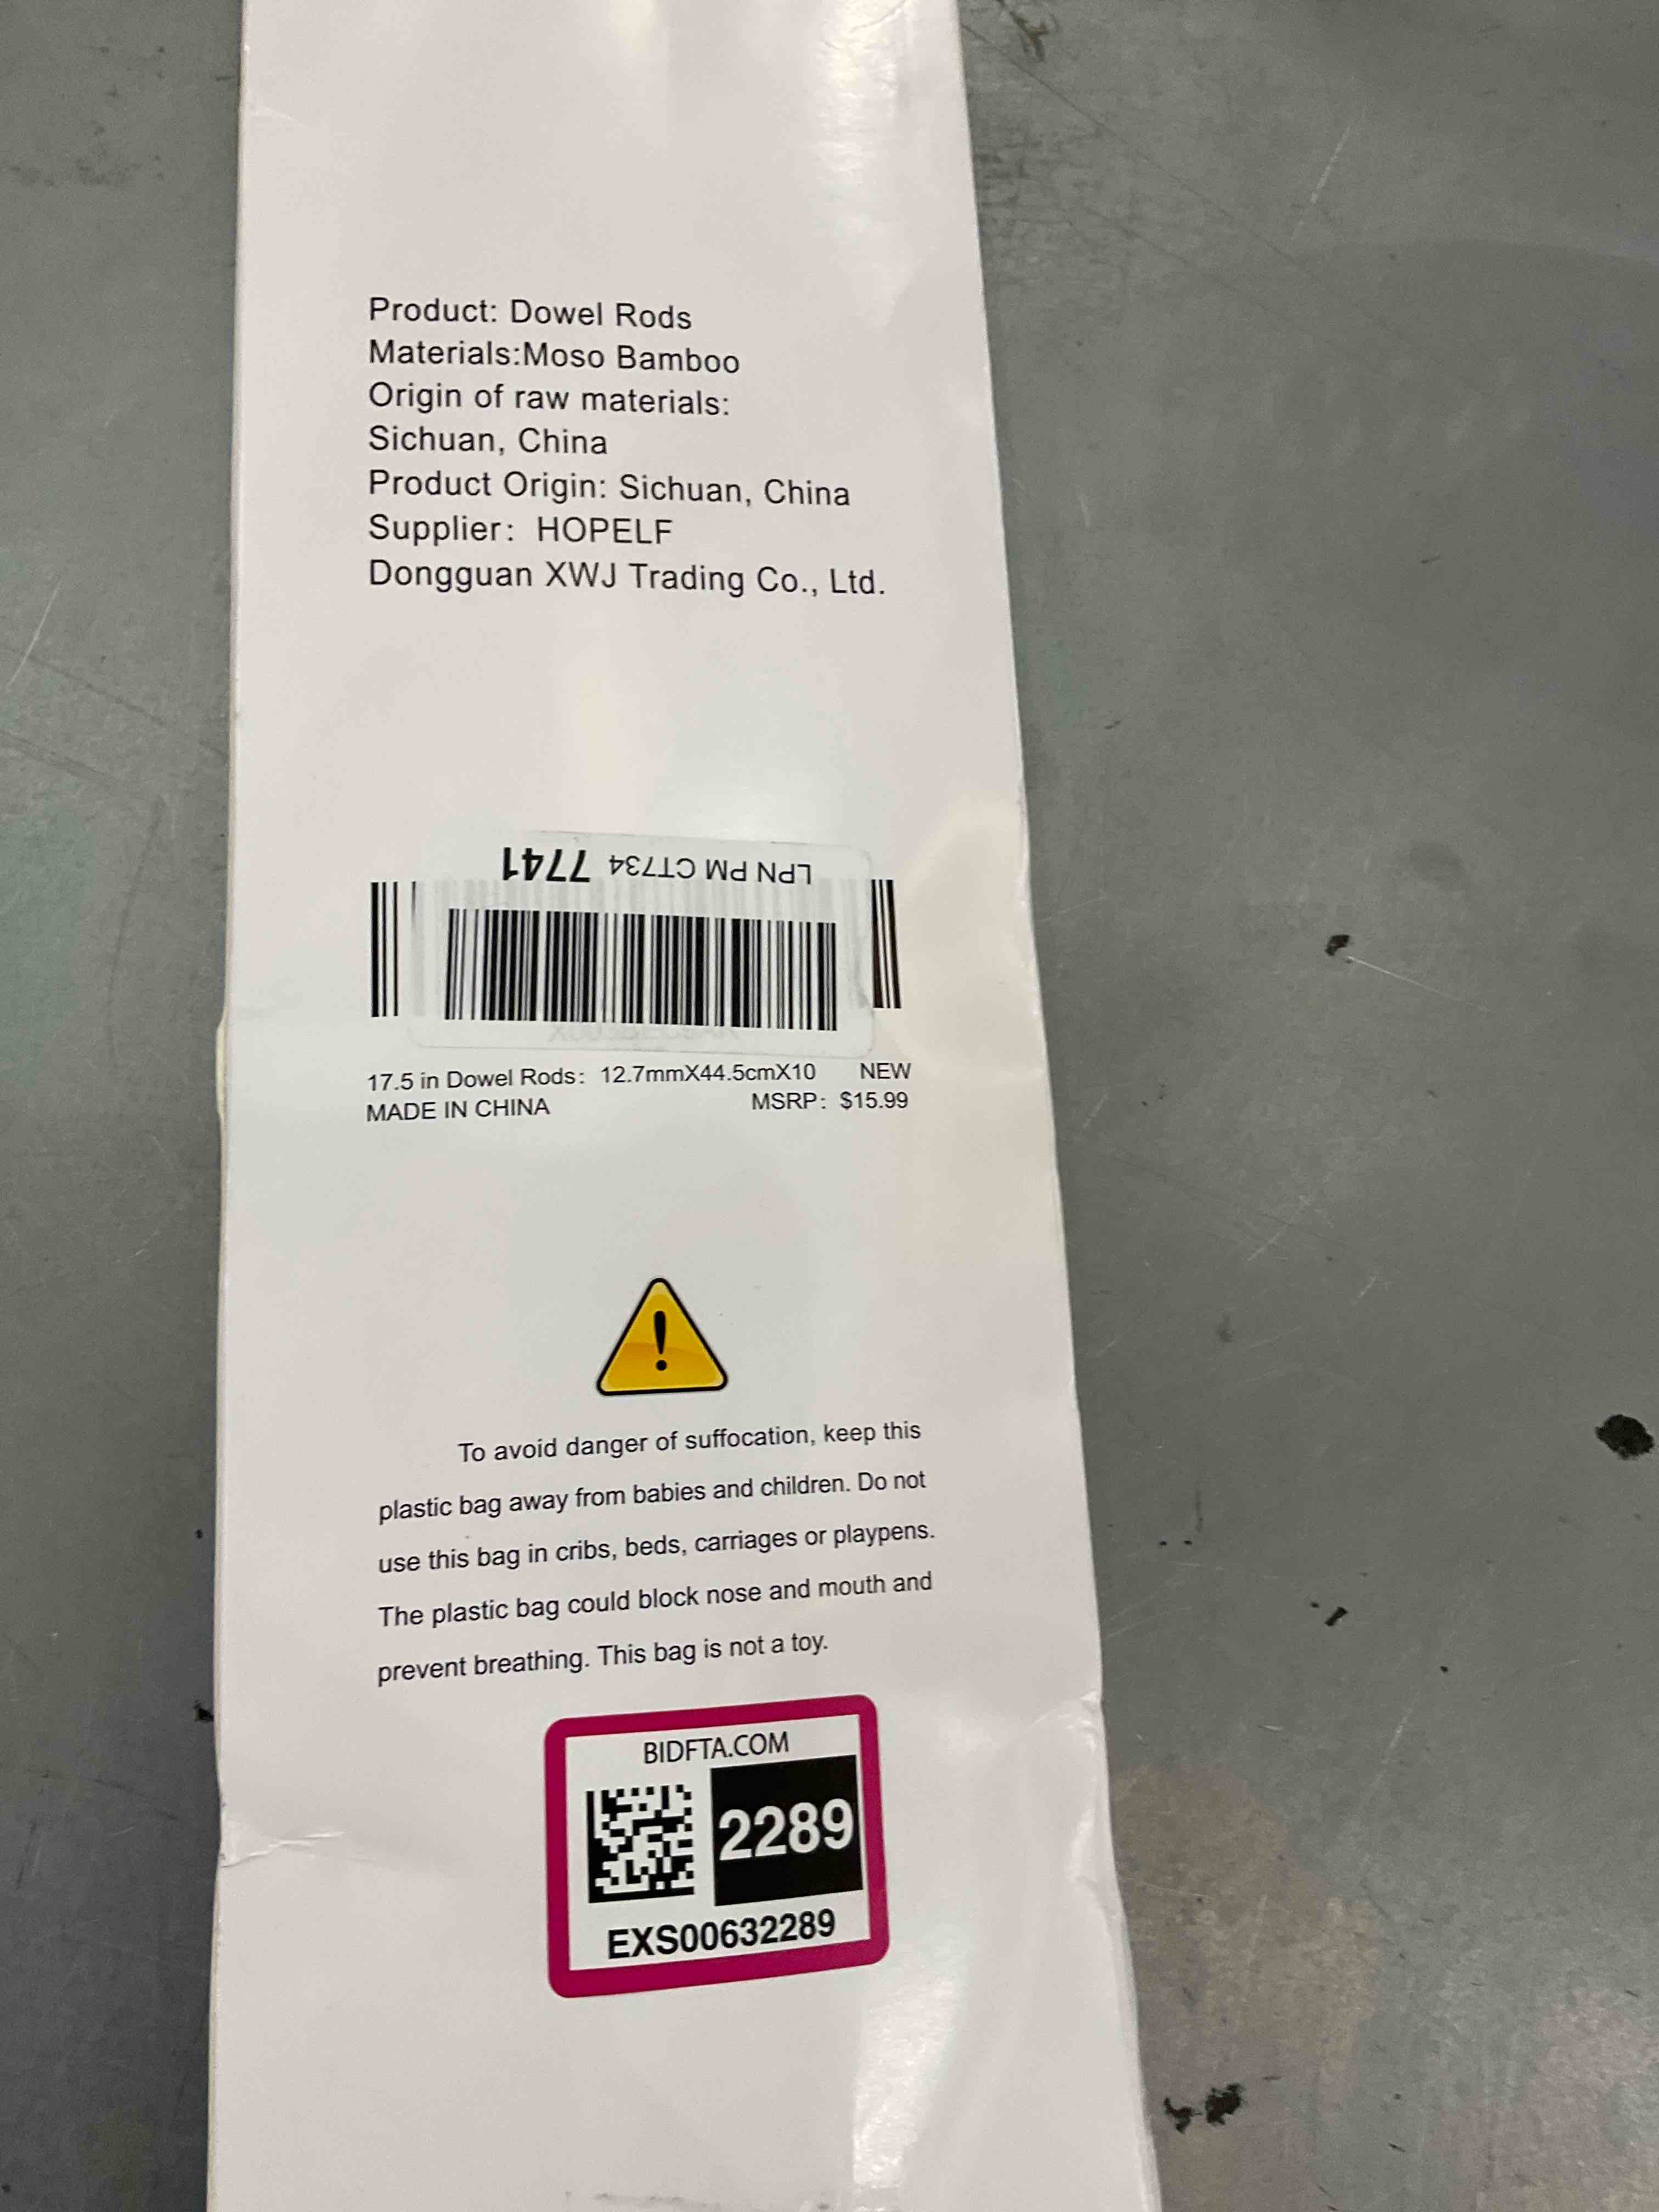 Product: Dowel Rods
Materials:Moso Bamboo
Origin of raw materials:
Sichuan, China
Product Origin: Sichuan, China
Supplier: HOPELF
Dongguan XWJ Trading Co., Ltd.
LPN PM CT734 7741
17.5 in Dowel Rods: 12.7mmX44.5cmX10 NEW
MADE IN CHINA MSRP: $15.99
!
To avoid danger of suffocation, keep this
plastic bag away from babies and children. Do not
use this bag in cribs, beds, carriages or playpens.
The plastic bag could block nose and mouth and
prevent breathing. This bag is not a toy.
BIDFTA.COM
2289
EXS00632289